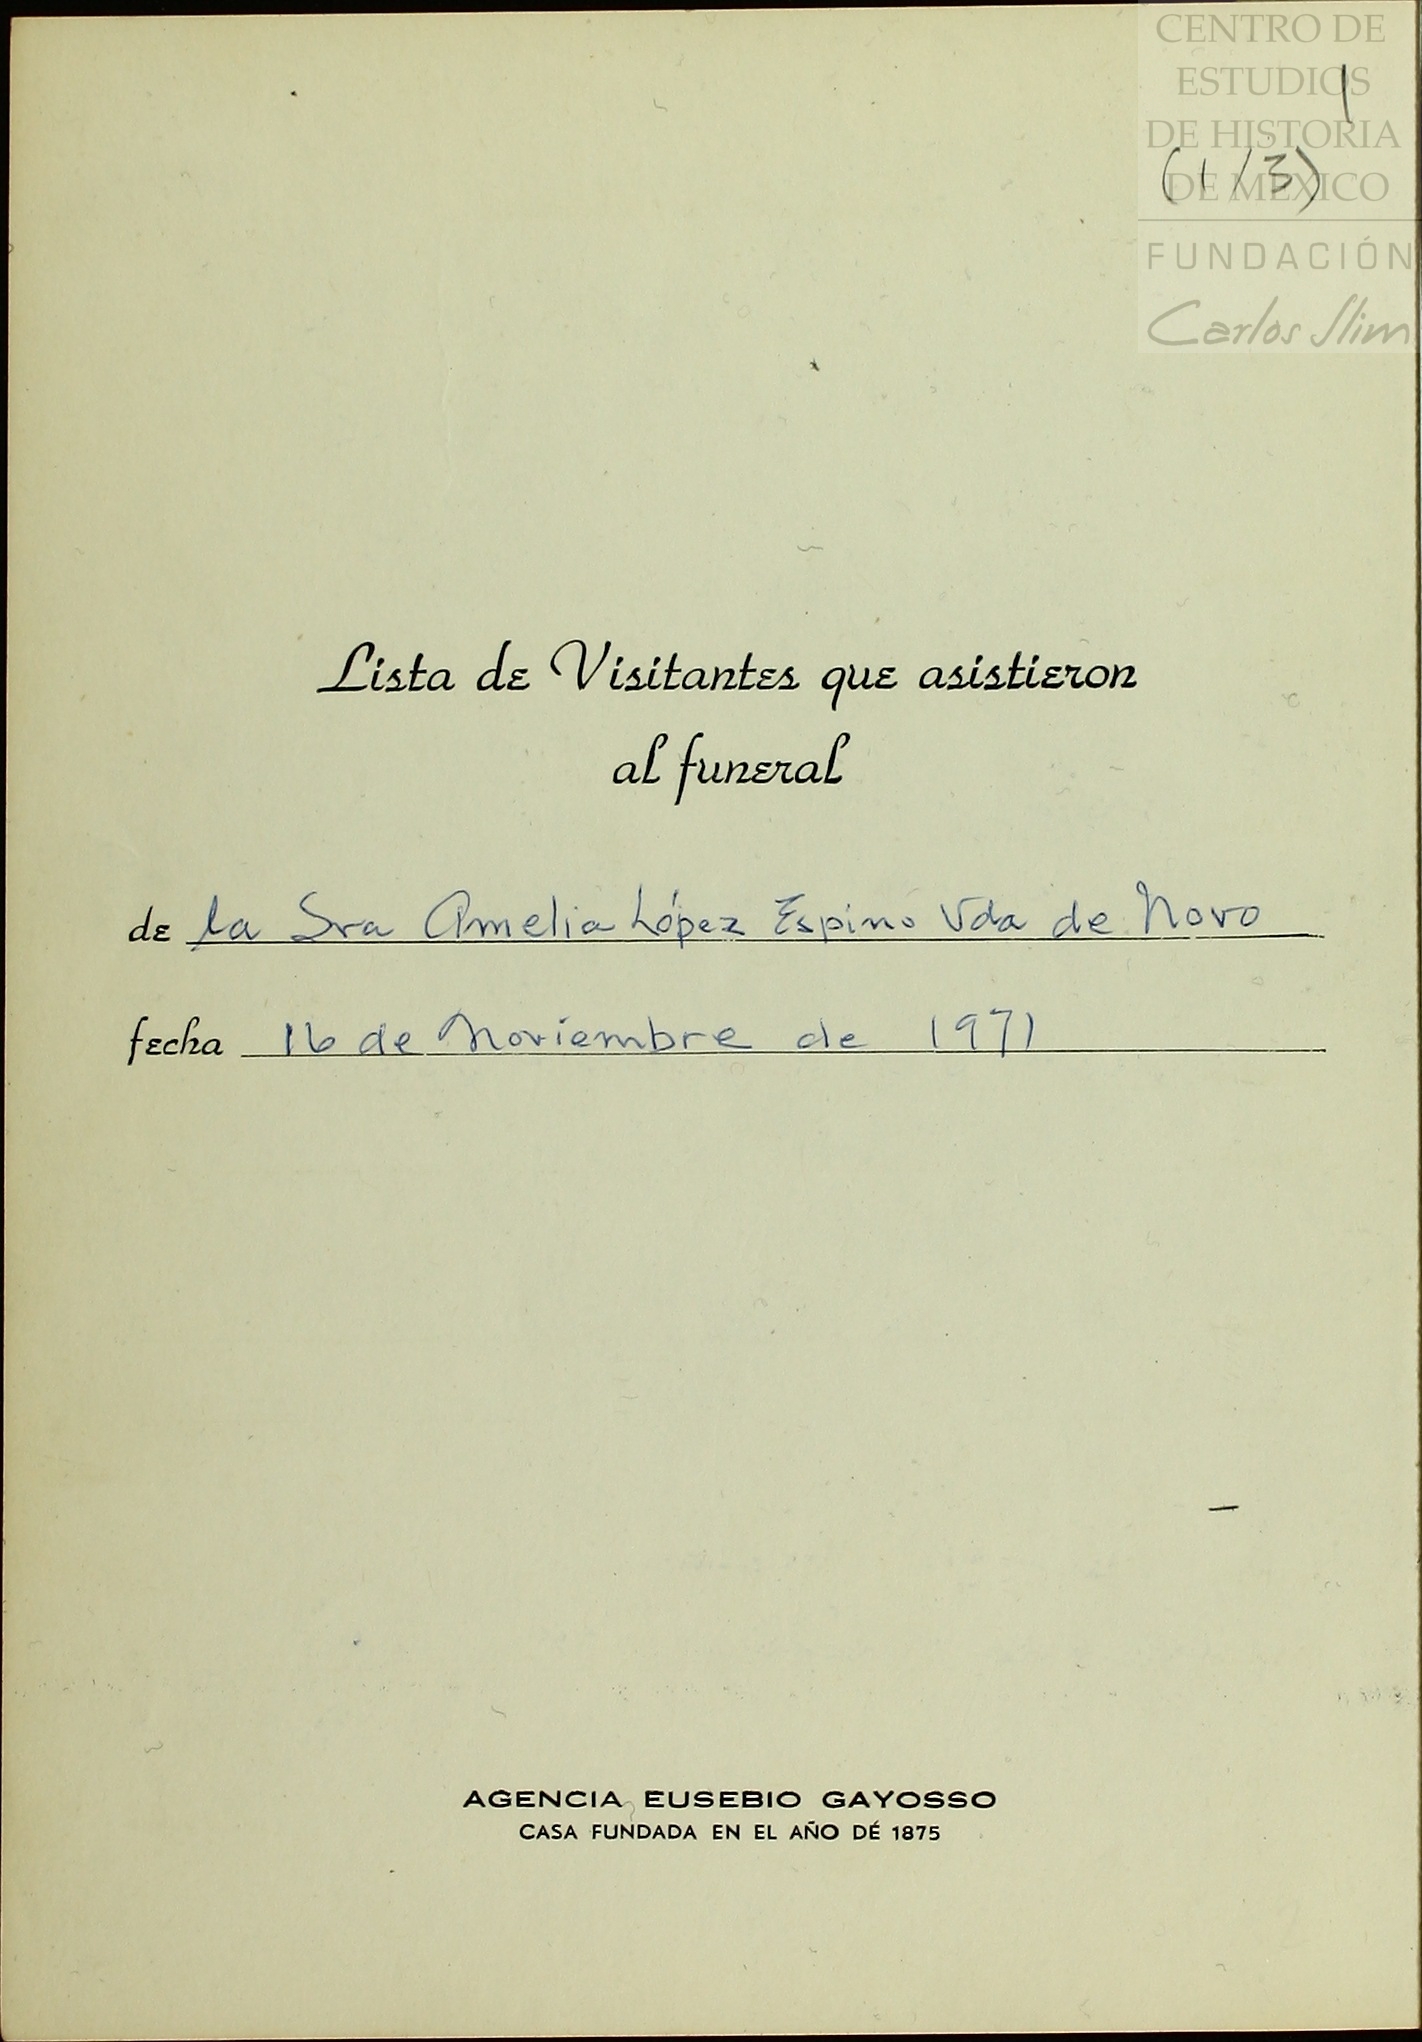 CENTRO DE
ESTUDIOS
DE HISTORIA
DE MÉXICO
FUNDACIÓN
Carlos Slim
1
(1/3)
Lista de Visitantes que asistieron
al funeral
de la Sra Amelia López Espino Vda de Novo
fecha 16 de Noviembre de 1971
AGENCIA EUSEBIO GAYOSSO
CASA FUNDADA EN EL AÑO DÉ 1875